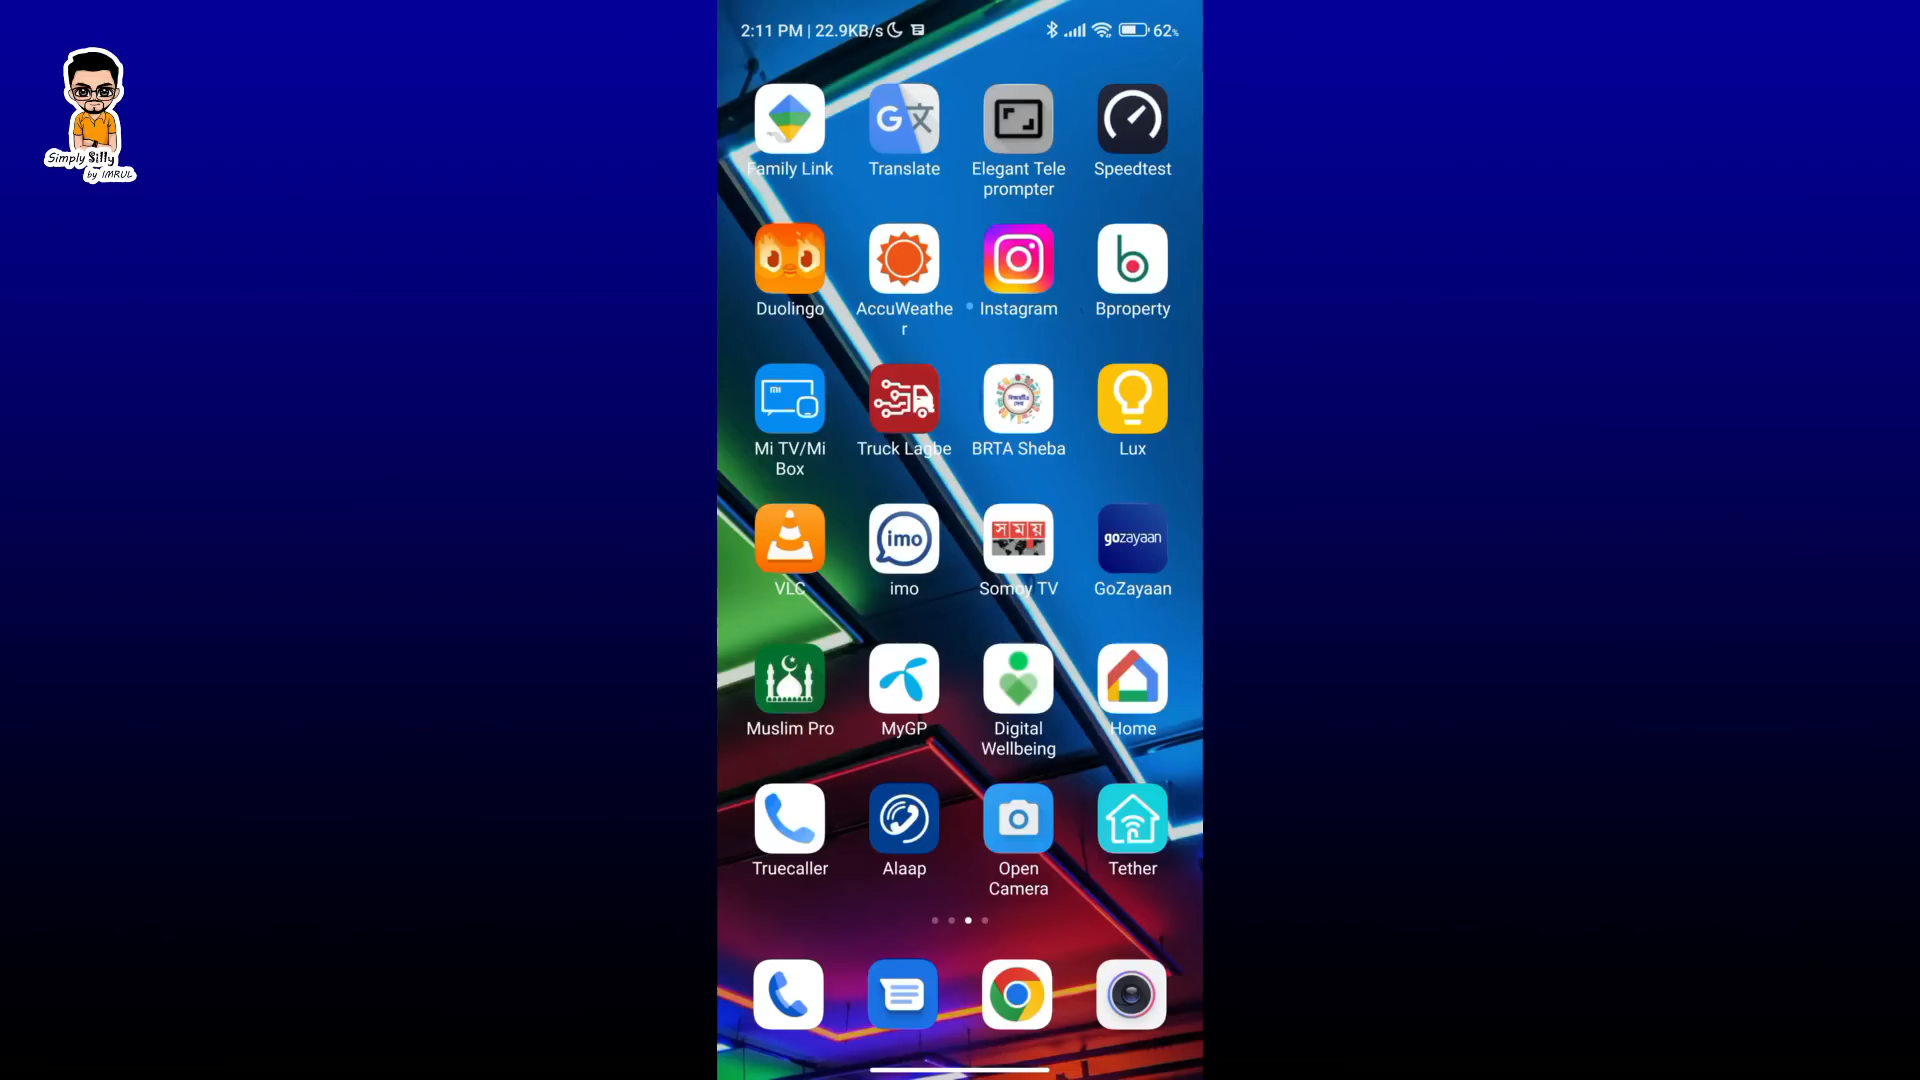 2:11 PM | 22.9KB/s
62%
Simply Silly
by IMRUL
Family Link
Translate
Elegant Tele
prompter
Speedtest
Duolingo
AccuWeathe
r
Instagram
b
Bproperty
mi
Mi TV/Mi
Box
Truck Lagbe
BRTA Sheba
Lux
VLC
imo
imo
সময়
Somoy TV
gozayaan
GoZayaan
Muslim Pro
MyGP
Digital
Wellbeing
Home
Truecaller
Alaap
Open
Camera
Tether